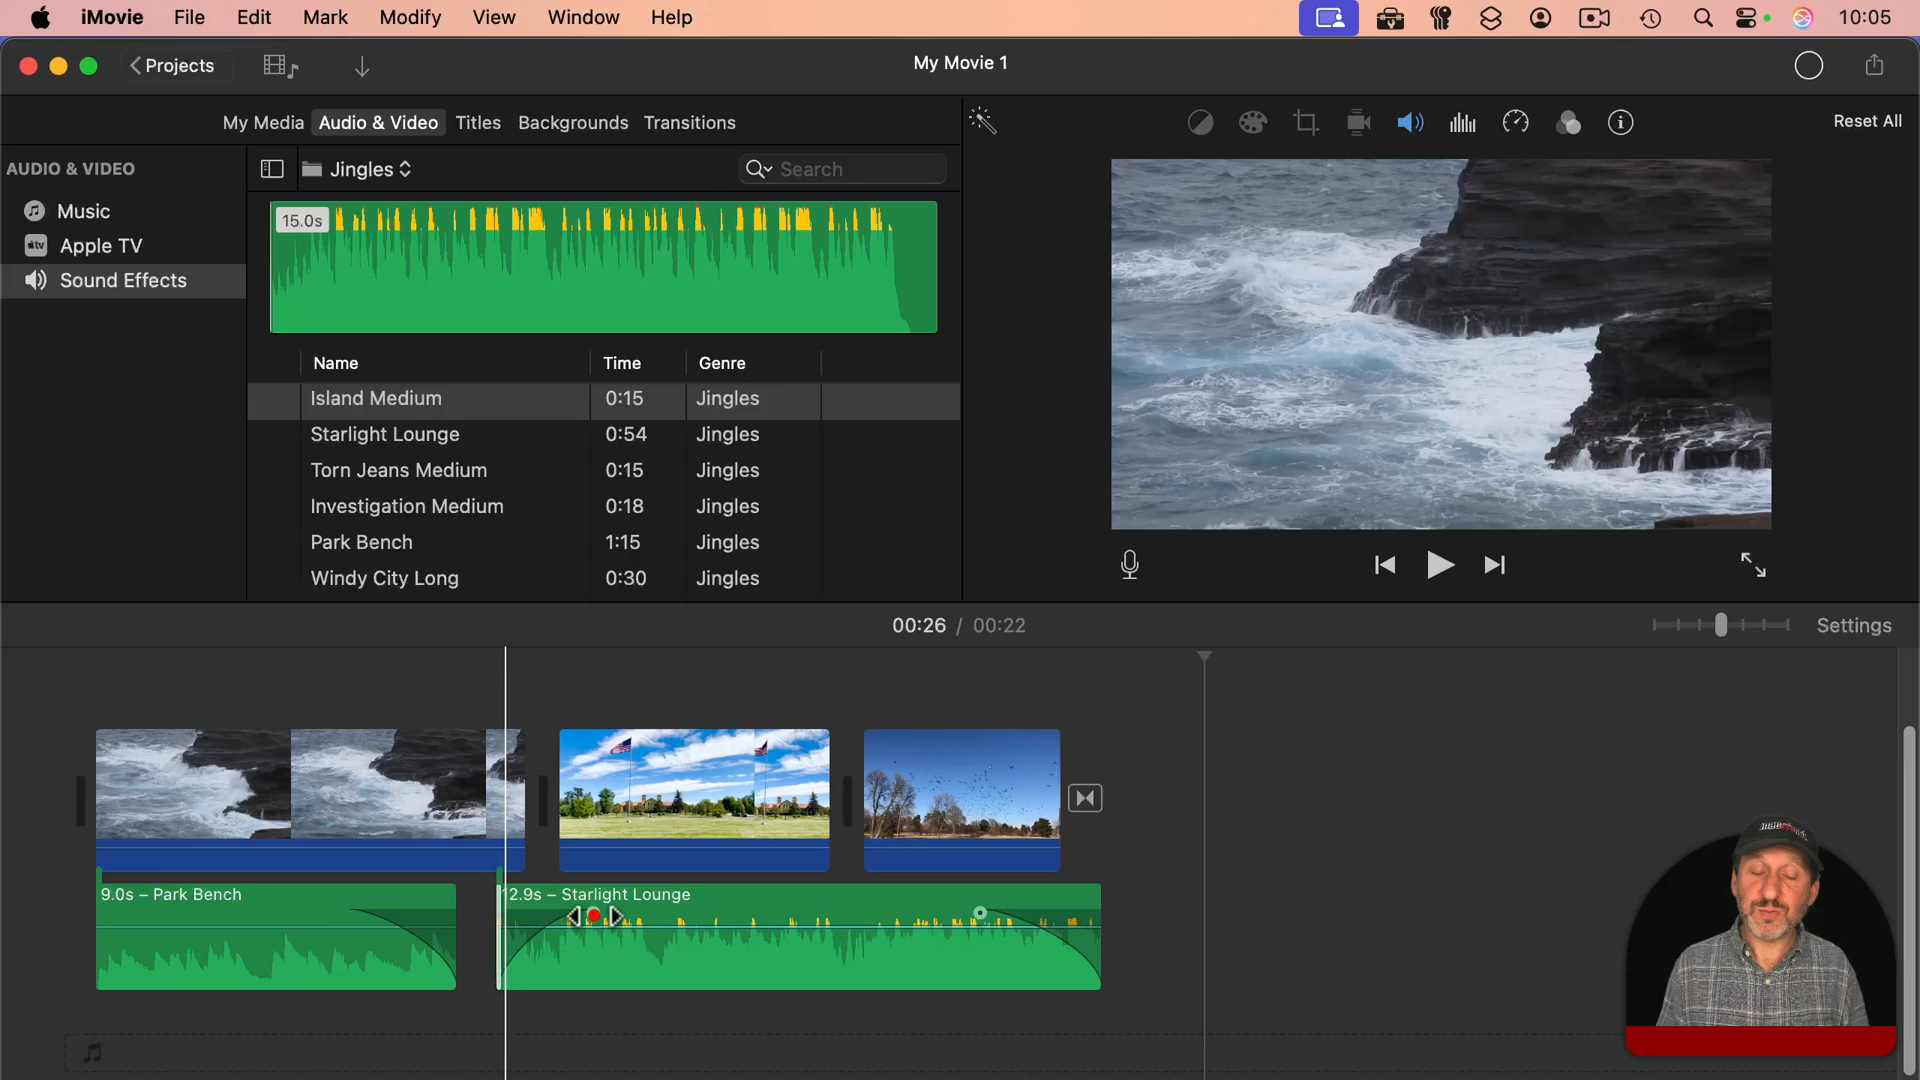 iMovie File Edit Mark Modify View Window Help 10:05
Projects My Movie 1
My Media Audio & Video Titles Backgrounds Transitions Reset All
AUDIO & VIDEO
Music
Apple TV
Sound Effects
Jingles Search
15.0s
Name Time Genre
Island Medium 0:15 Jingles
Starlight Lounge 0:54 Jingles
Torn Jeans Medium 0:15 Jingles
Investigation Medium 0:18 Jingles
Park Bench 1:15 Jingles
Windy City Long 0:30 Jingles
00:26 / 00:22 Settings
9.0s – Park Bench
12.9s – Starlight Lounge